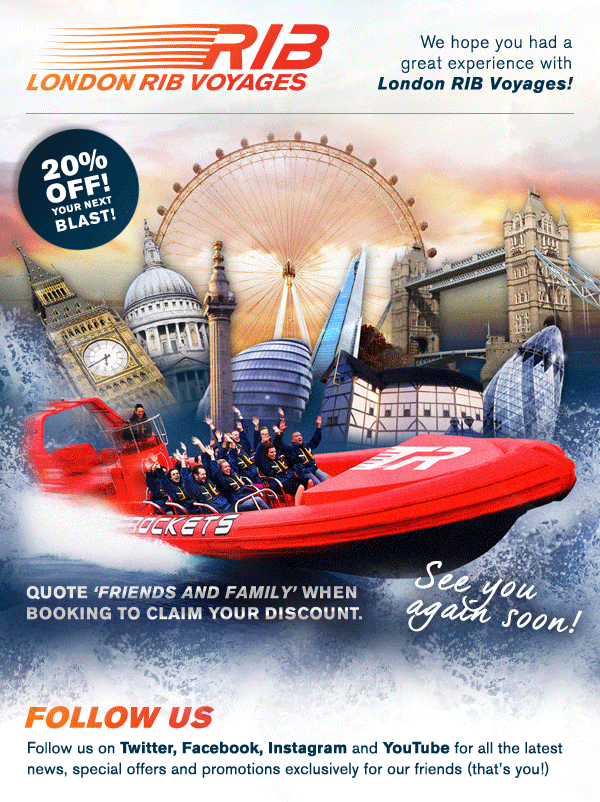 RIB
LONDON RIB VOYAGES
We hope you had a
great experience with
London RIB Voyages!
20%
OFF!
YOUR NEXT
BLAST!
R
ROCKETS
QUOTE ‘FRIENDS AND FAMILY’ WHEN
BOOKING TO CLAIM YOUR DISCOUNT.
See you
again soon!
FOLLOW US
Follow us on Twitter, Facebook, Instagram and YouTube for all the latest
news, special offers and promotions exclusively for our friends (that’s you!)